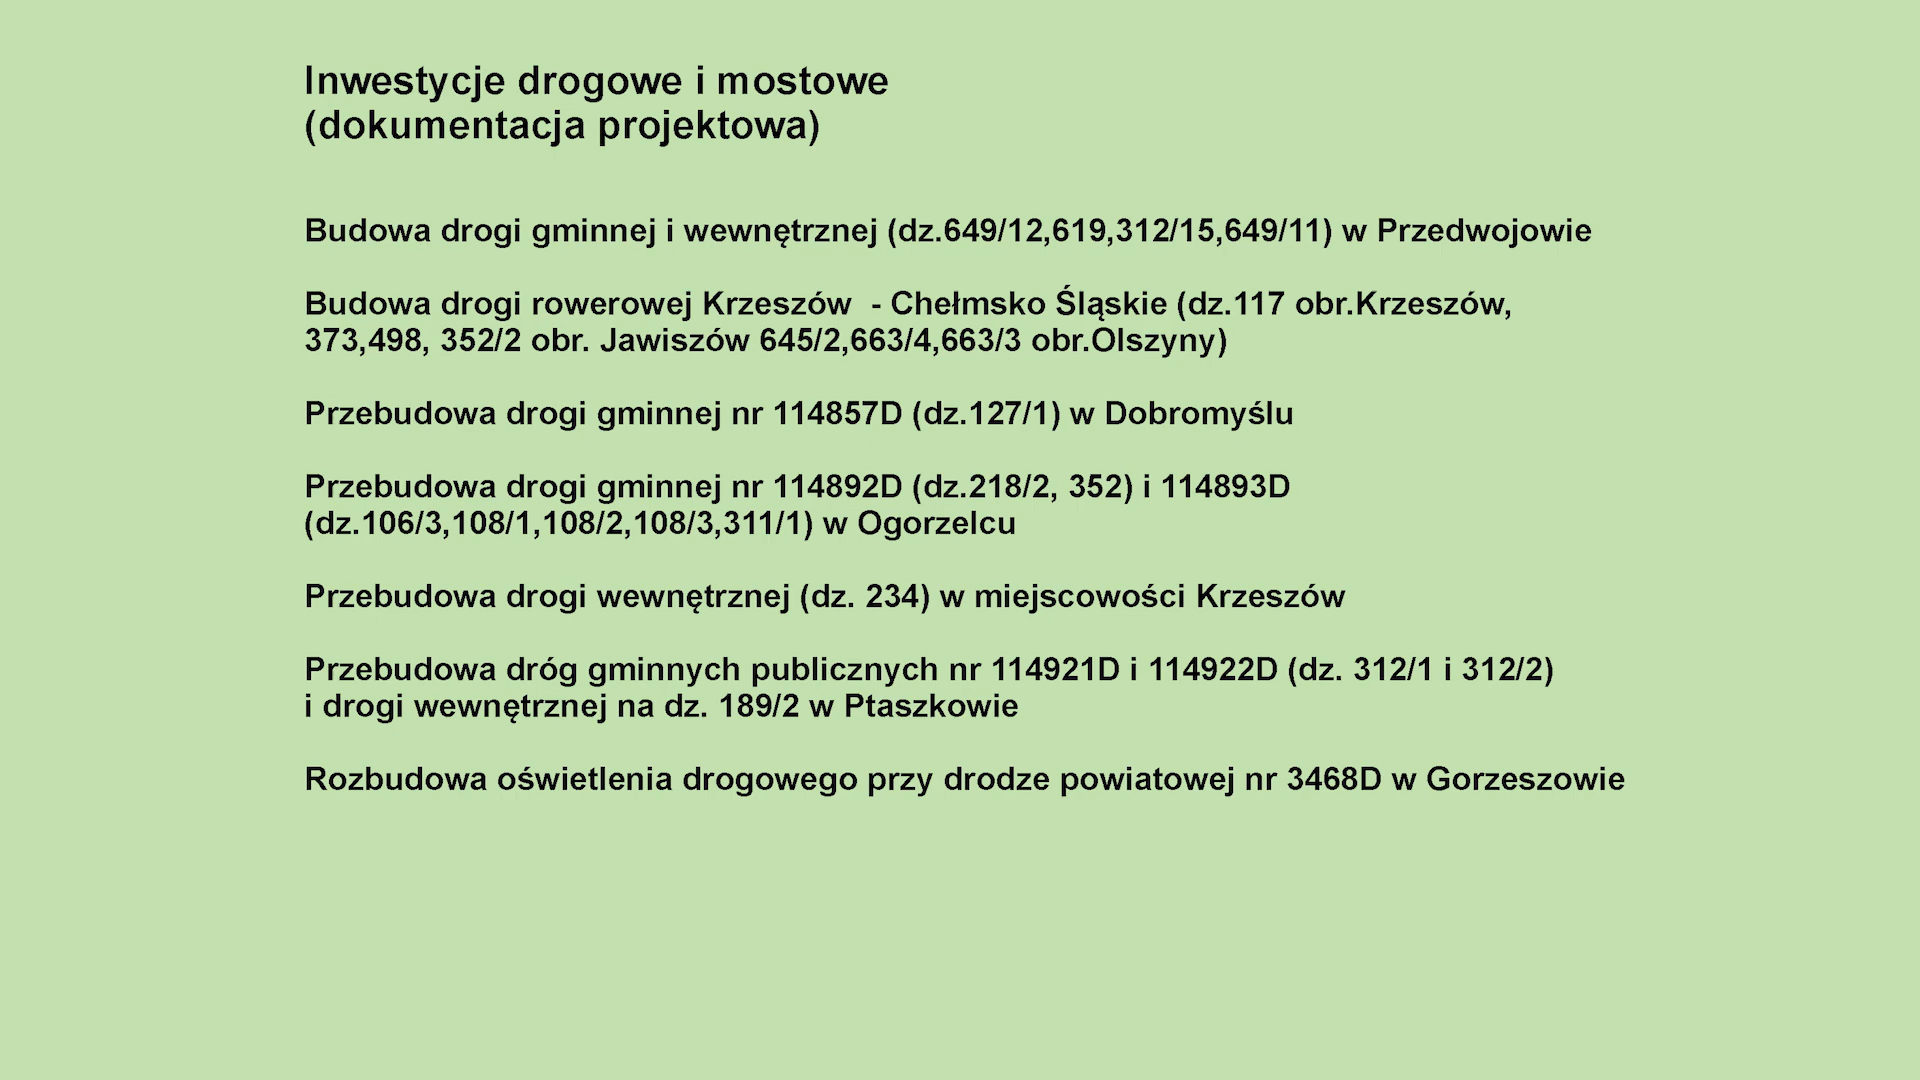 Inwestycje drogowe i mostowe
(dokumentacja projektowa)
Budowa drogi gminnej i wewnętrznej (dz.649/12,619,312/15,649/11) w Przedwojowie
Budowa drogi rowerowej Krzeszów  - Chełmsko Śląskie (dz.117 obr.Krzeszów,
373,498, 352/2 obr. Jawiszów 645/2,663/4,663/3 obr.Olszyny)
Przebudowa drogi gminnej nr 114857D (dz.127/1) w Dobromyślu
Przebudowa drogi gminnej nr 114892D (dz.218/2, 352) i 114893D
(dz.106/3,108/1,108/2,108/3,311/1) w Ogorzelcu
Przebudowa drogi wewnętrznej (dz. 234) w miejscowości Krzeszów
Przebudowa dróg gminnych publicznych nr 114921D i 114922D (dz. 312/1 i 312/2)
i drogi wewnętrznej na dz. 189/2 w Ptaszkowie
Rozbudowa oświetlenia drogowego przy drodze powiatowej nr 3468D w Gorzeszowie